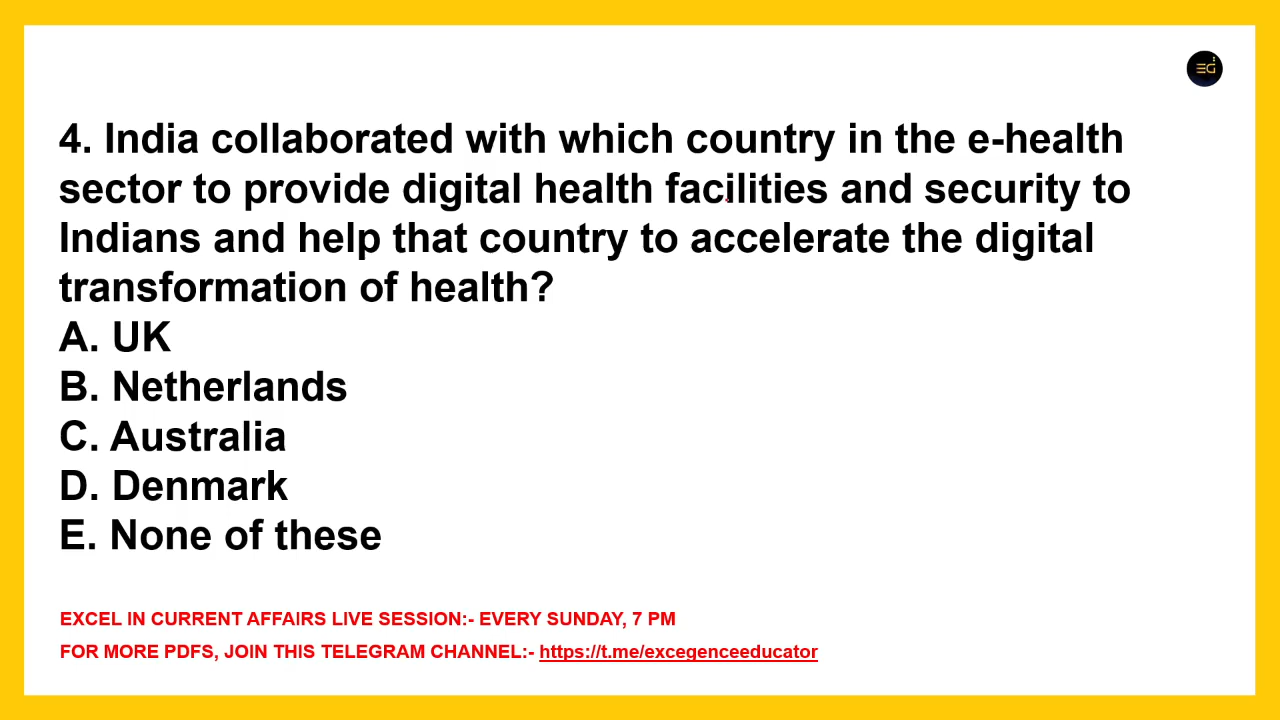 4. India collaborated with which country in the e-health
sector to provide digital health facilities and security to
Indians and help that country to accelerate the digital
transformation of health?
A. UK
B. Netherlands
C. Australia
D. Denmark
E. None of these
EXCEL IN CURRENT AFFAIRS LIVE SESSION:- EVERY SUNDAY, 7 PM
FOR MORE PDFS, JOIN THIS TELEGRAM CHANNEL:- https://t.me/excegenceeducator